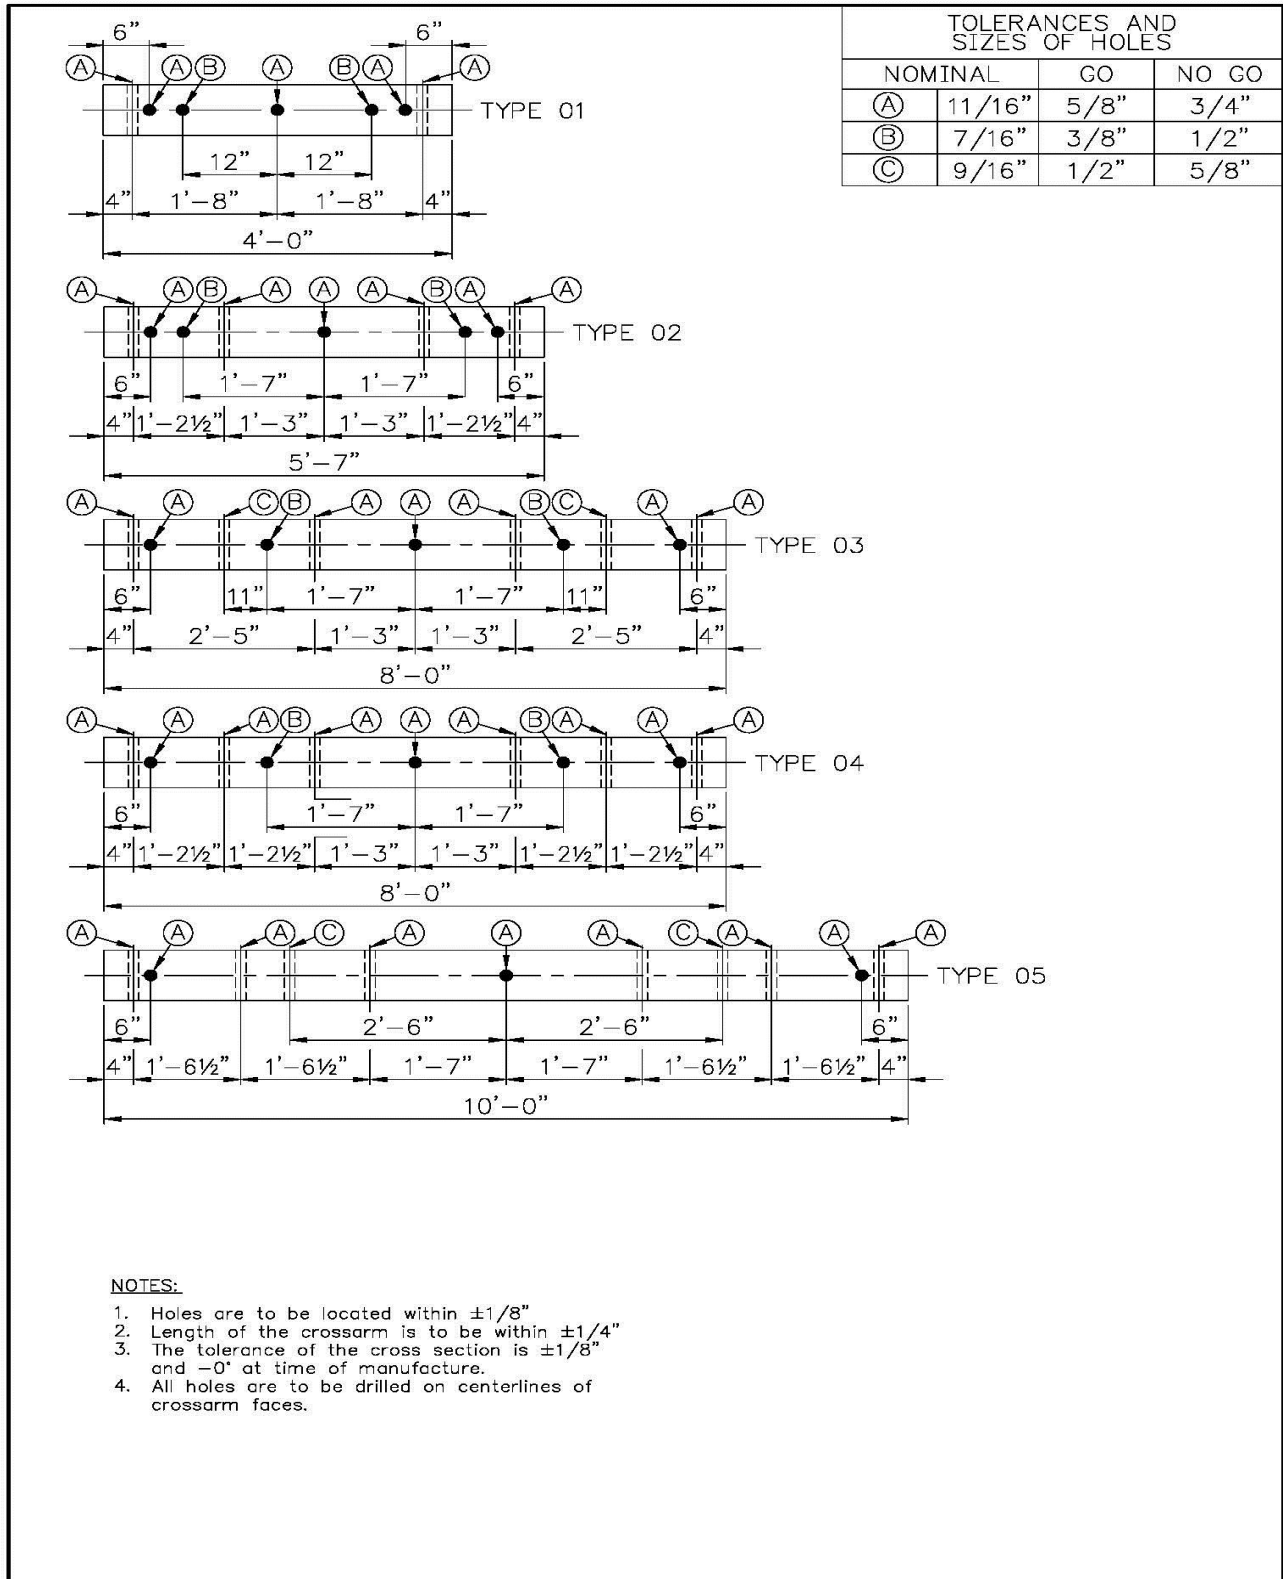 TOLERANCES AND
SIZES OF HOLES
NOMINAL GO NO GO
A 11/16” 5/8” 3/4”
B 7/16” 3/8” 1/2”
C 9/16” 1/2” 5/8”
6” 6”
A A B A B A A
TYPE 01
12” 12”
4” 1’–8” 1’–8” 4”
4’–0”
A A B A A A B A A
TYPE 02
6” 1’–7” 1’–7” 6”
4” 1’–2½” 1’–3” 1’–3” 1’–2½” 4”
5’–7”
A A C B A A A B C A A
TYPE 03
6” 11” 1’–7” 1’–7” 11” 6”
4” 2’–5” 1’–3” 1’–3” 2’–5” 4”
8’–0”
A A A B A A A B A A A
TYPE 04
6” 1’–7” 1’–7” 6”
4” 1’–2½” 1’–2½” 1’–3” 1’–3” 1’–2½” 1’–2½” 4”
8’–0”
A A A C A A A C A A A
TYPE 05
6” 2’–6” 2’–6” 6”
4” 1’–6½” 1’–6½” 1’–7” 1’–7” 1’–6½” 1’–6½” 4”
10’–0”
NOTES:
1. Holes are to be located within ±1/8”
2. Length of the crossarm is to be within ±1/4”
3. The tolerance of the cross section is ±1/8”
and –0° at time of manufacture.
4. All holes are to be drilled on centerlines of
crossarm faces.